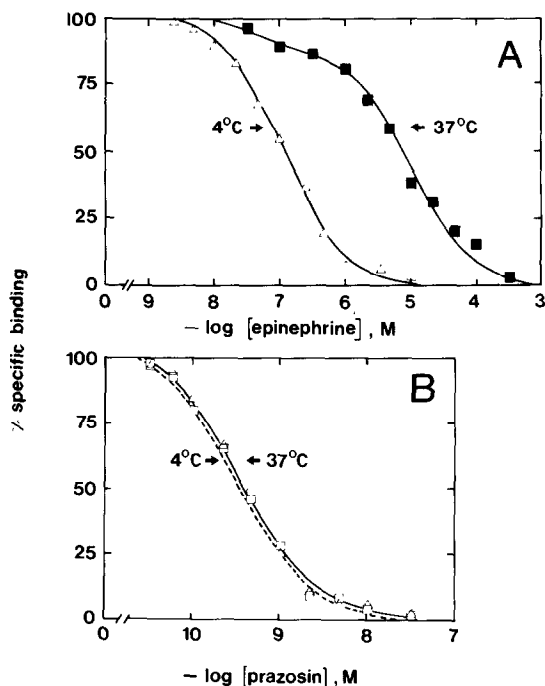 100
A
75
4°C
37°C
50
25
0
0 9 8 7 6 5 4 3
– log [epinephrine] , M
% specific binding
100
B
75
4°C 37°C
50
25
0
0 10 9 8 7
– log [prazosin], M